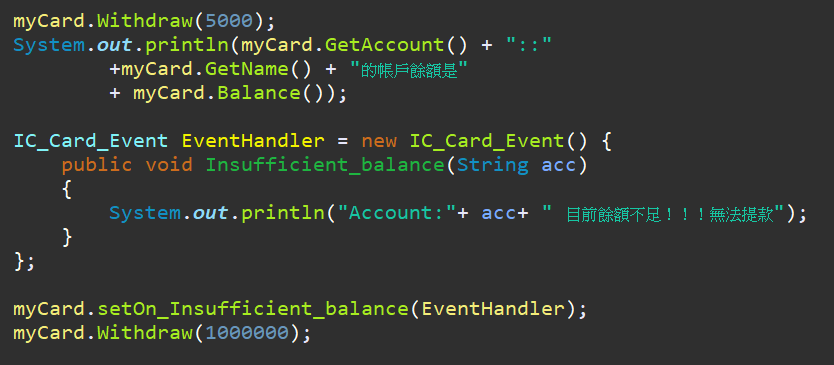 myCard.Withdraw(5000);
System.out.println(myCard.GetAccount() + "::"
        +myCard.GetName() + "的帳戶餘額是"
        + myCard.Balance());

IC_Card_Event EventHandler = new IC_Card_Event() {
    public void Insufficient_balance(String acc)
    {
        System.out.println("Account:"+ acc+ " 目前餘額不足！！！無法提款");
    }
};

myCard.setOn_Insufficient_balance(EventHandler);
myCard.Withdraw(1000000);